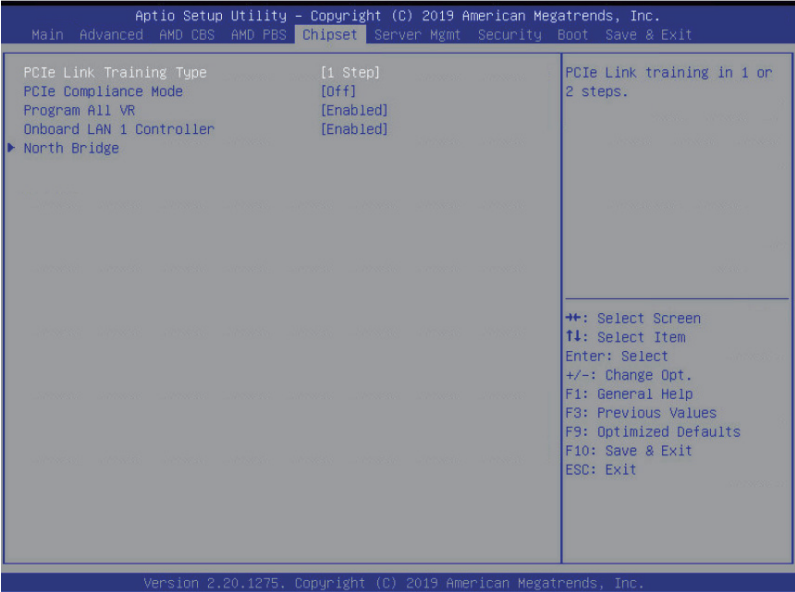 Aptio Setup Utility – Copyright (C) 2019 American Megatrends, Inc.
Main Advanced AMD CBS AMD PBS Chipset Server Mgmt Security Boot Save & Exit
PCIe Link Training Type [1 Step]
PCIe Compliance Mode [Off]
Program All VR [Enabled]
Onboard LAN 1 Controller [Enabled]
North Bridge
PCIe Link training in 1 or
2 steps.
→←: Select Screen
↑↓: Select Item
Enter: Select
+/-: Change Opt.
F1: General Help
F3: Previous Values
F9: Optimized Defaults
F10: Save & Exit
ESC: Exit
Version 2.20.1275. Copyright (C) 2019 American Megatrends, Inc.